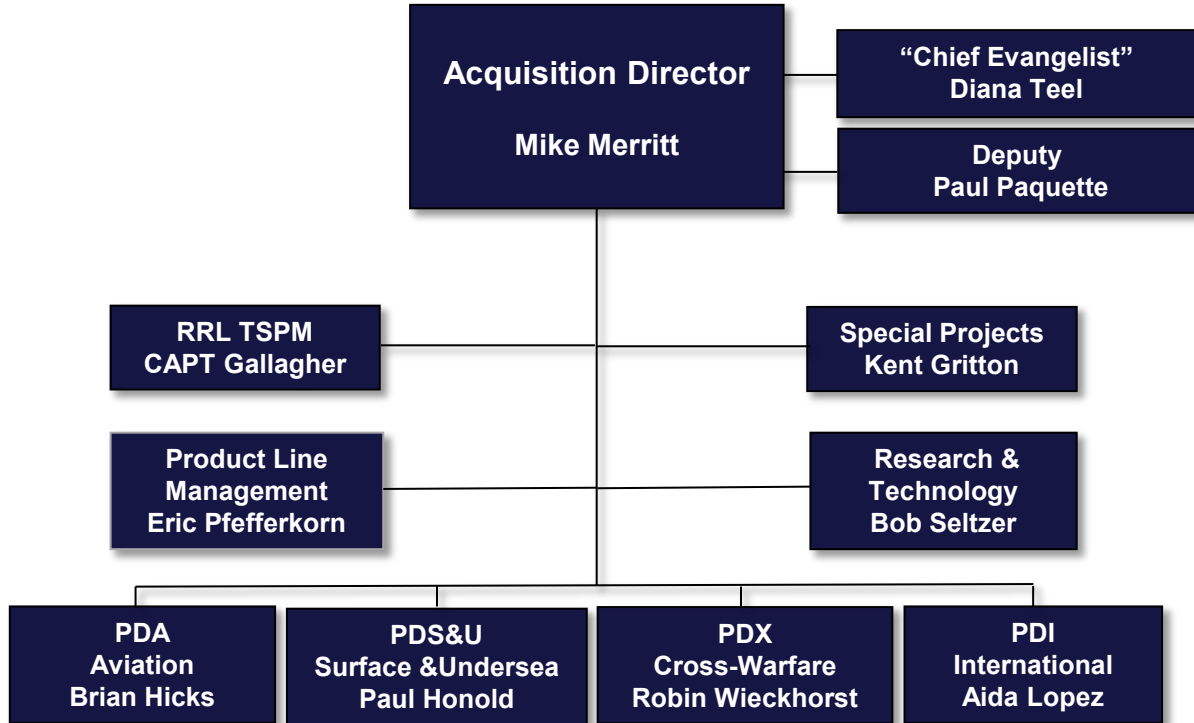 Acquisition Director
Mike Merritt
“Chief Evangelist”
Diana Teel
Deputy
Paul Paquette
RRL TSPM
CAPT Gallagher
Special Projects
Kent Gritton
Product Line
Management
Eric Pfefferkorn
Research &
Technology
Bob Seltzer
PDA
Aviation
Brian Hicks
PDS&U
Surface &Undersea
Paul Honold
PDX
Cross-Warfare
Robin Wieckhorst
PDI
International
Aida Lopez